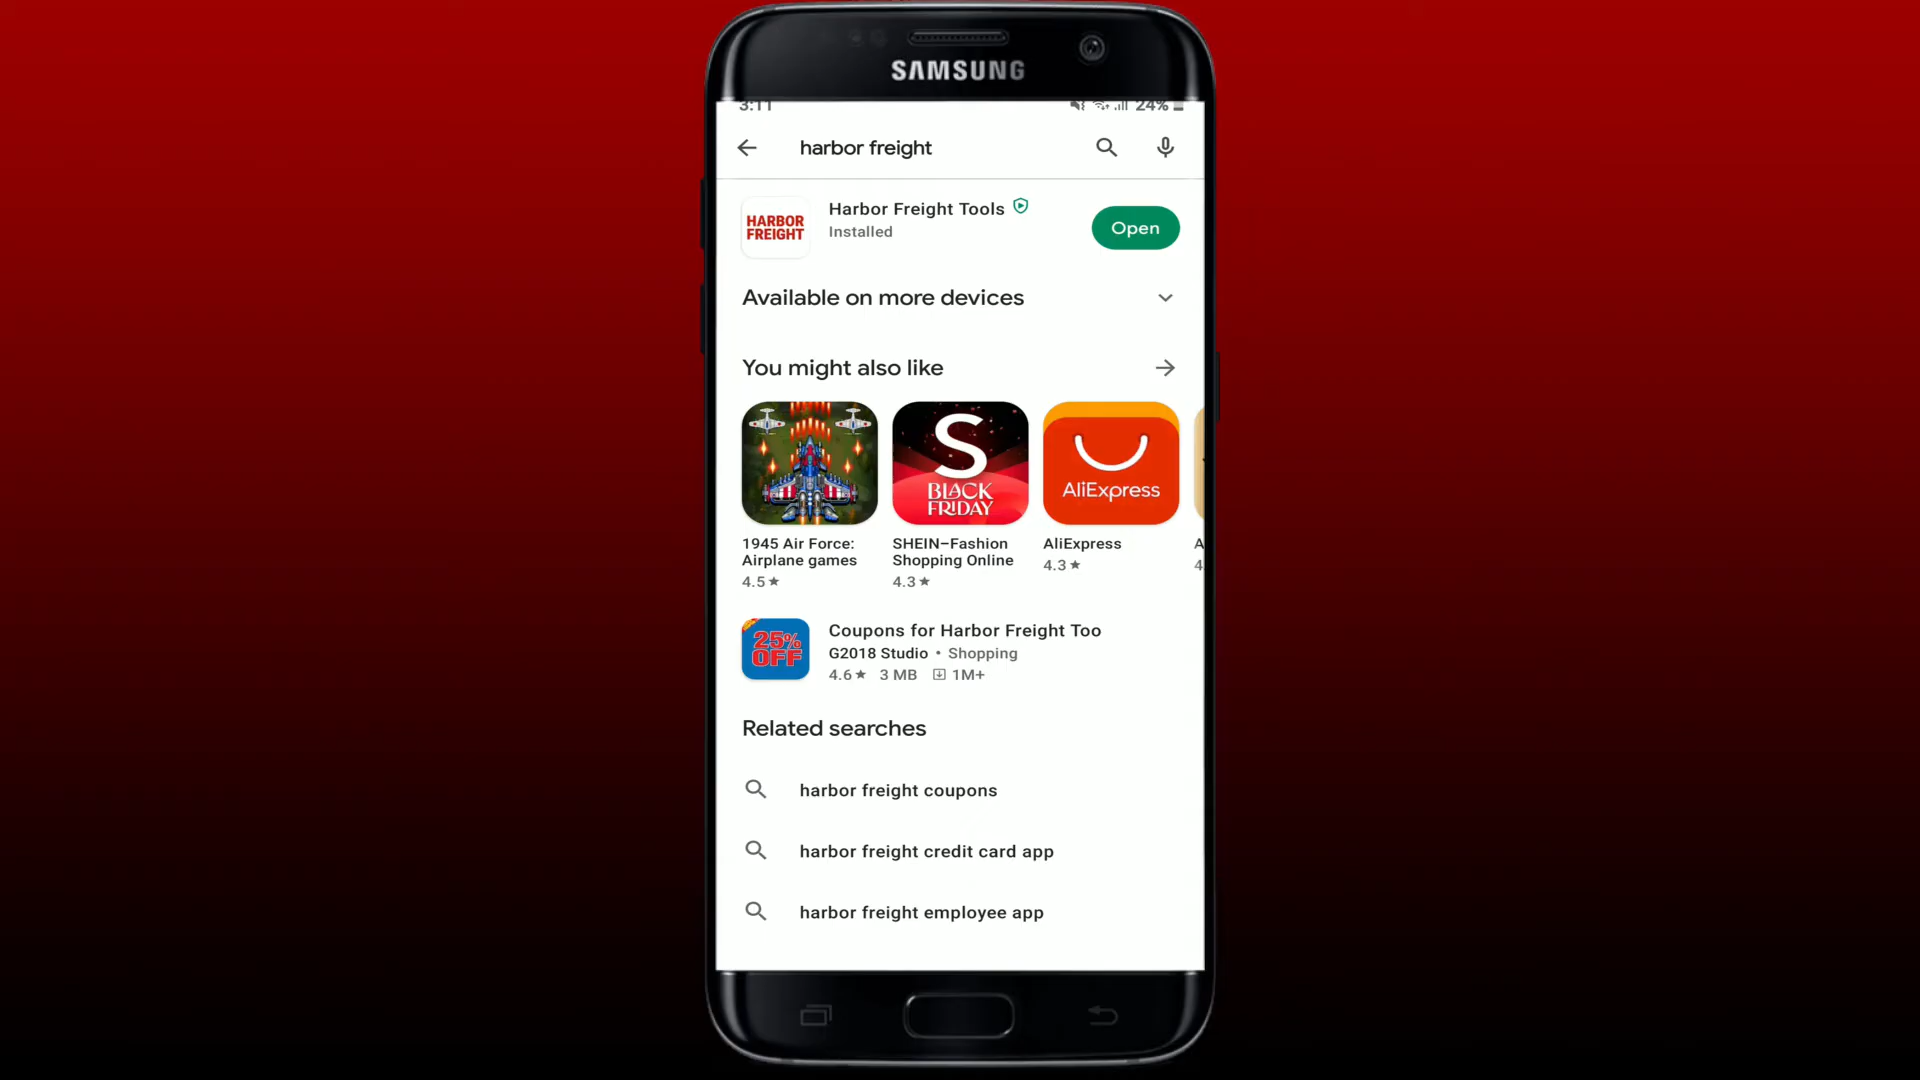 SAMSUNG
3:11 24%
harbor freight
HARBOR
FREIGHT
Harbor Freight Tools
Installed
Open
Available on more devices
You might also like
S
BLACK
FRIDAY
AliExpress
1945 Air Force:
Airplane games
4.5
SHEIN–Fashion
Shopping Online
4.3
AliExpress
4.3
A
4.
25%
OFF
Coupons for Harbor Freight Too
G2018 Studio • Shopping
4.6 3 MB 1M+
Related searches
harbor freight coupons
harbor freight credit card app
harbor freight employee app